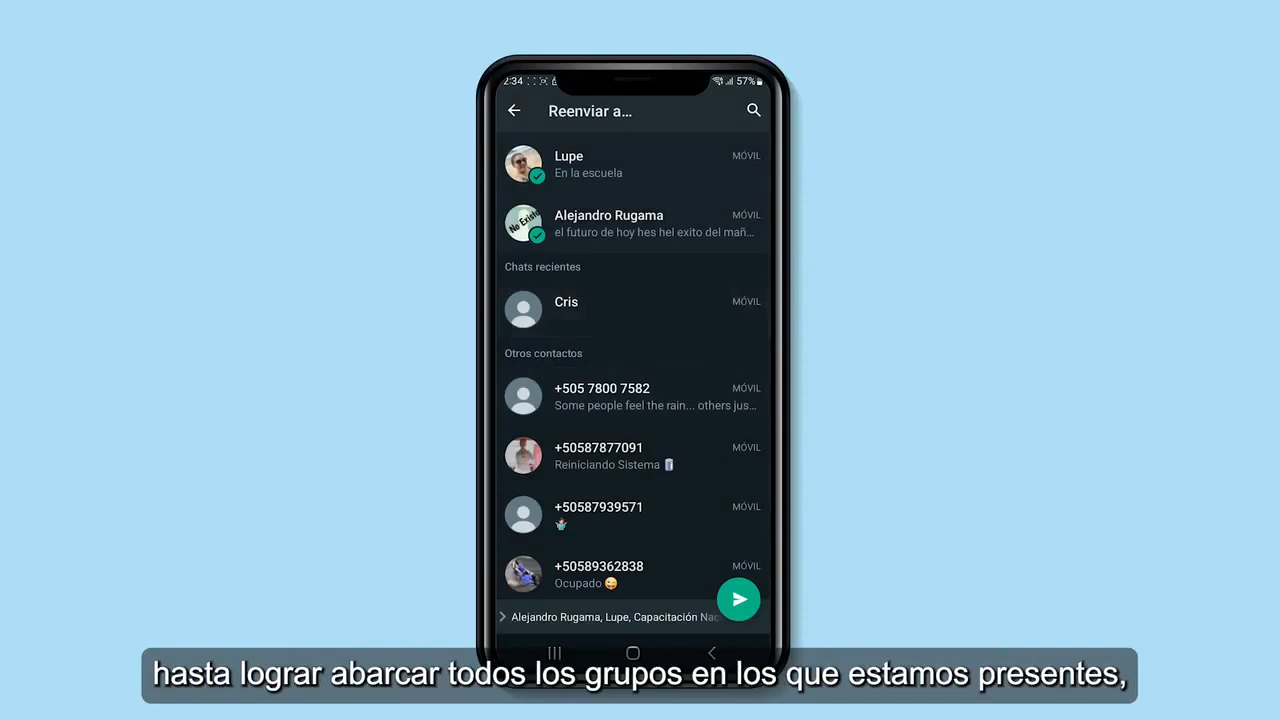 2:34
57%
Reenviar a...
Lupe
MÓVIL
En la escuela
No Existe
Alejandro Rugama
MÓVIL
el futuro de hoy hes hel exito del mañ...
Chats recientes
Cris
MÓVIL
Otros contactos
+505 7800 7582
MÓVIL
Some people feel the rain... others jus...
+50587877091
MÓVIL
Reiniciando Sistema
+50587939571
MÓVIL
+50589362838
MÓVIL
Ocupado 😜
Alejandro Rugama, Lupe, Capacitación Nac
hasta lograr abarcar todos los grupos en los que estamos presentes,